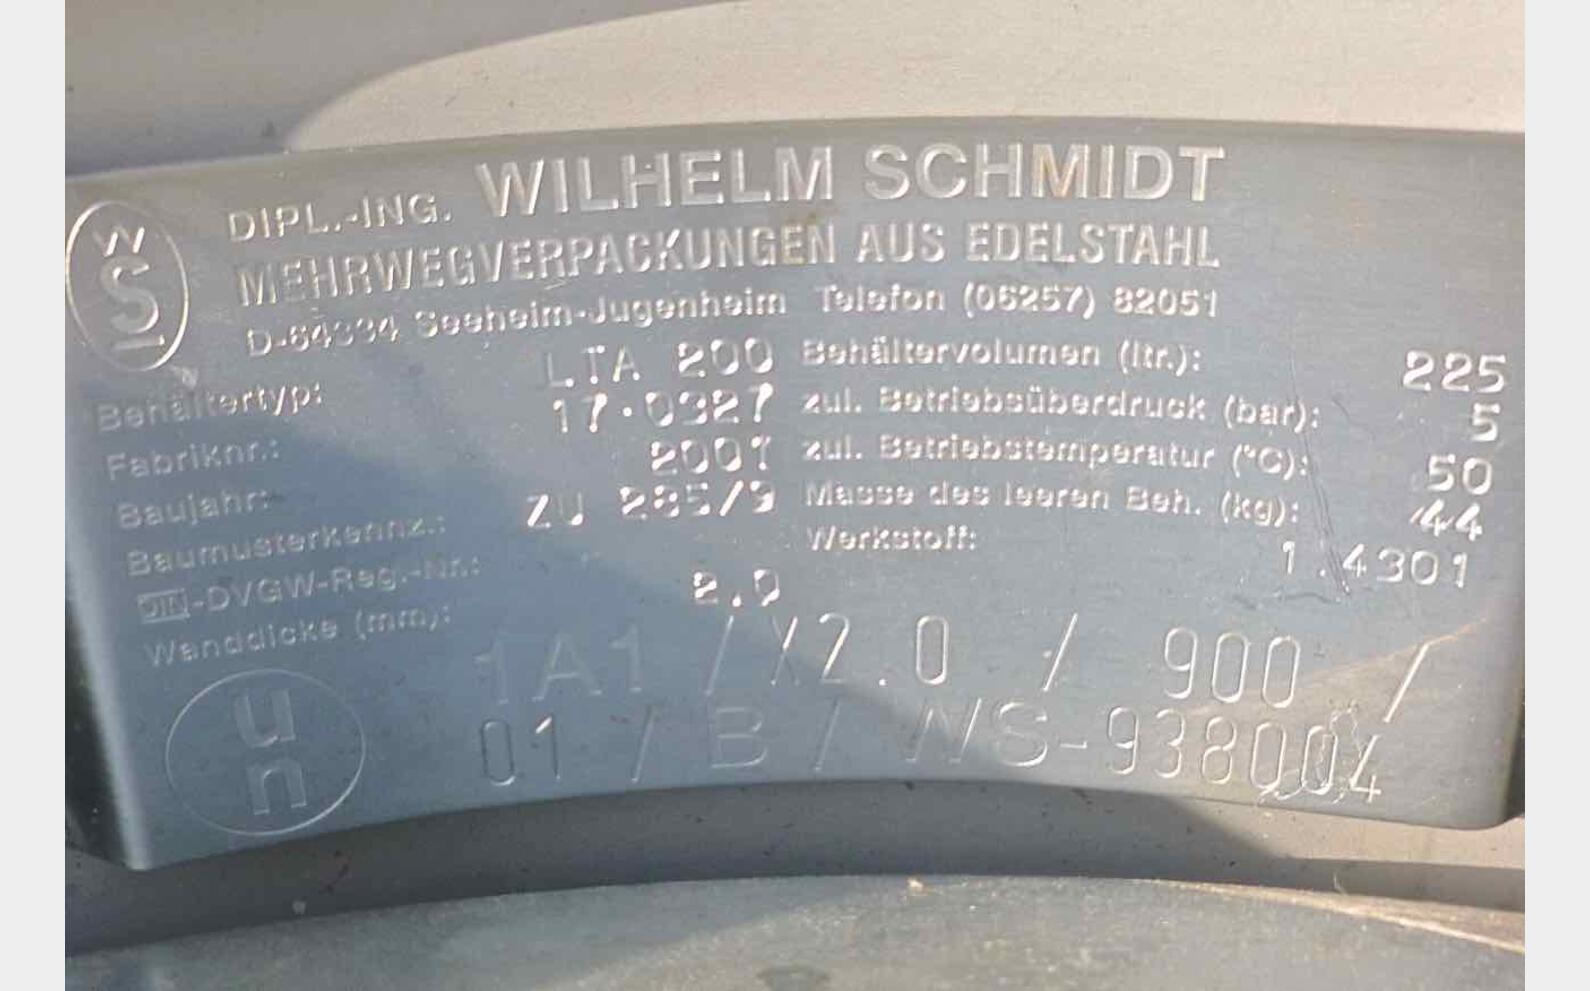 WS
DIPL.-ING. WILHELM SCHMIDT
MEHRWEGVERPACKUNGEN AUS EDELSTAHL
D-64334 Seeheim-Jugenheim Telefon (06257) 82051
Behältertyp: LTA 200
Fabriknr.: 17·0327
Baujahr: 2001
Baumusterkennz.: ZU 285/9
DIN-DVGW-Reg.-Nr.:
Wanddicke (mm): 2.0
Behältervolumen (ltr.): 225
zul. Betriebsüberdruck (bar): 5
zul. Betriebstemperatur (°C): 50
Masse des leeren Beh. (kg): 44
Werkstoff: 1.4301
un
1A1 / X2.0 / 900 /
01 / B / WS-938004